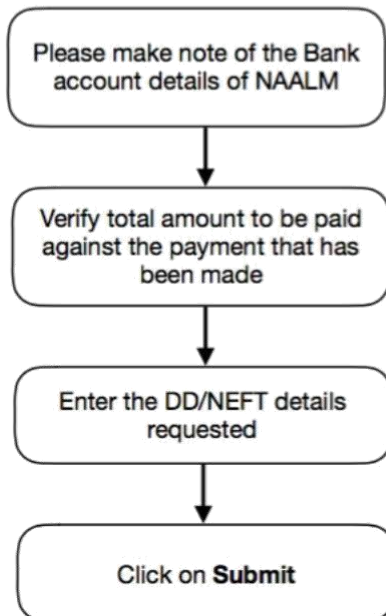 Please make note of the Bank
account details of NAALM
Verify total amount to be paid
against the payment that has
been made
Enter the DD/NEFT details
requested
Click on Submit